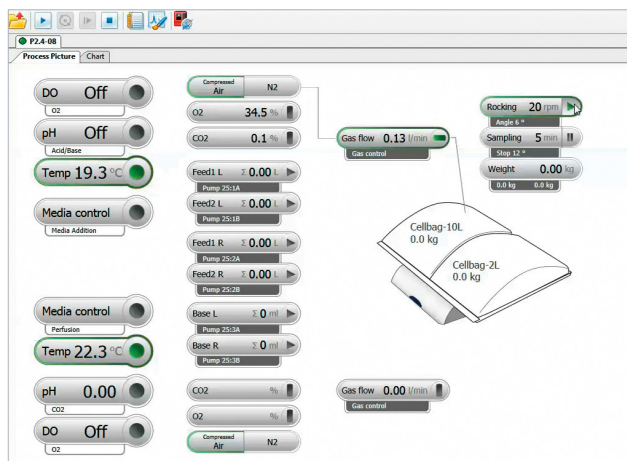 P2.4-08
Process Picture Chart
DO Off
O2
pH Off
Acid/Base
Temp 19.3 °C
Media control
Media Addition
Media control
Perfusion
Temp 22.3 °C
pH 0.00
CO2
DO Off
O2
Compressed
Air N2
O2 34.5 %
CO2 0.1 %
Feed1 L Σ 0.00 L
Pump 25:1A
Feed2 L Σ 0.00 L
Pump 25:1B
Feed1 R Σ 0.00 L
Pump 25:2A
Feed2 R Σ 0.00 L
Pump 25:2B
Base L Σ 0 ml
Pump 25:3A
Base R Σ 0 ml
Pump 25:3B
CO2 %
O2 %
Compressed
Air N2
Gas flow 0.13 l/min
Gas control
Rocking 20 rpm
Angle 6 °
Sampling 5 min
Stop 12 °
Weight 0.00 kg
0.0 kg 0.0 kg
Cellbag-10L
0.0 kg
Cellbag-2L
0.0 kg
Gas flow 0.00 l/min
Gas control